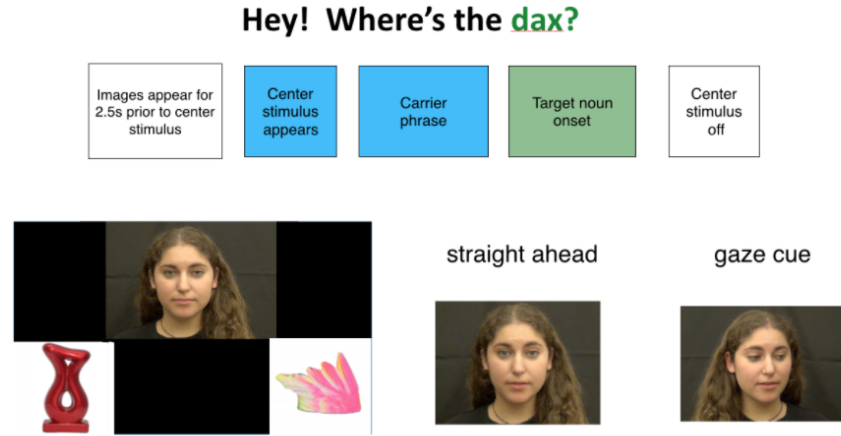 Hey! Where's the dax?
Images appear for
2.5s prior to center
stimulus
Center
stimulus
appears
Carrier
phrase
Target noun
onset
Center
stimulus
off
straight ahead
gaze cue